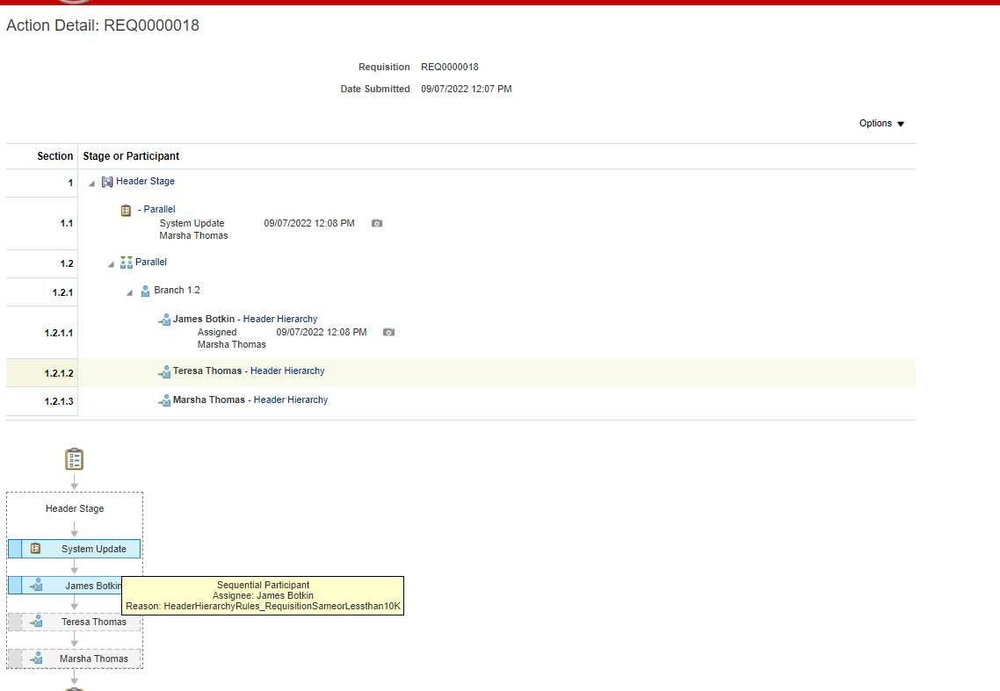 Action Detail: REQ0000018
Requisition REQ0000018
Date Submitted 09/07/2022 12:07 PM
Options
Section Stage or Participant
1 Header Stage
1.1 - Parallel
System Update 09/07/2022 12:08 PM
Marsha Thomas
1.2 Parallel
1.2.1 Branch 1.2
1.2.1.1 James Botkin - Header Hierarchy
Assigned 09/07/2022 12:08 PM
Marsha Thomas
1.2.1.2 Teresa Thomas - Header Hierarchy
1.2.1.3 Marsha Thomas - Header Hierarchy
Header Stage
System Update
James Botkin
Sequential Participant
Assignee: James Botkin
Reason: HeaderHierarchyRules_RequisitionSameorLessthan10K
Teresa Thomas
Marsha Thomas